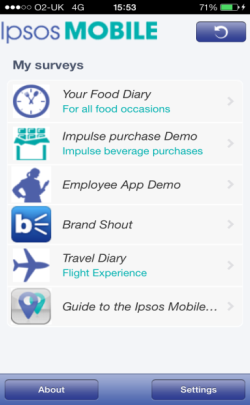 O2-UK 4G 15:53 71%
Ipsos MOBILE
My surveys
Your Food Diary
For all food occasions
Impulse purchase Demo
Impulse beverage purchases
Employee App Demo
b
Brand Shout
Travel Diary
Flight Experience
Guide to the Ipsos Mobile...
About Settings